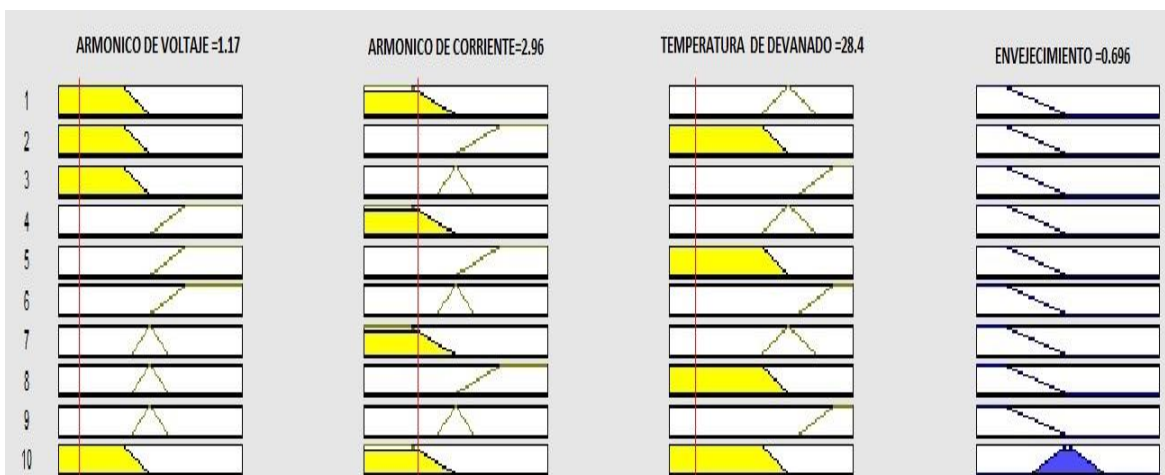 ARMONICO DE VOLTAJE =1.17
ARMONICO DE CORRIENTE=2.96
TEMPERATURA DE DEVANADO =28.4
ENVEJECIMIENTO =0.696
1
2
3
4
5
6
7
8
9
10